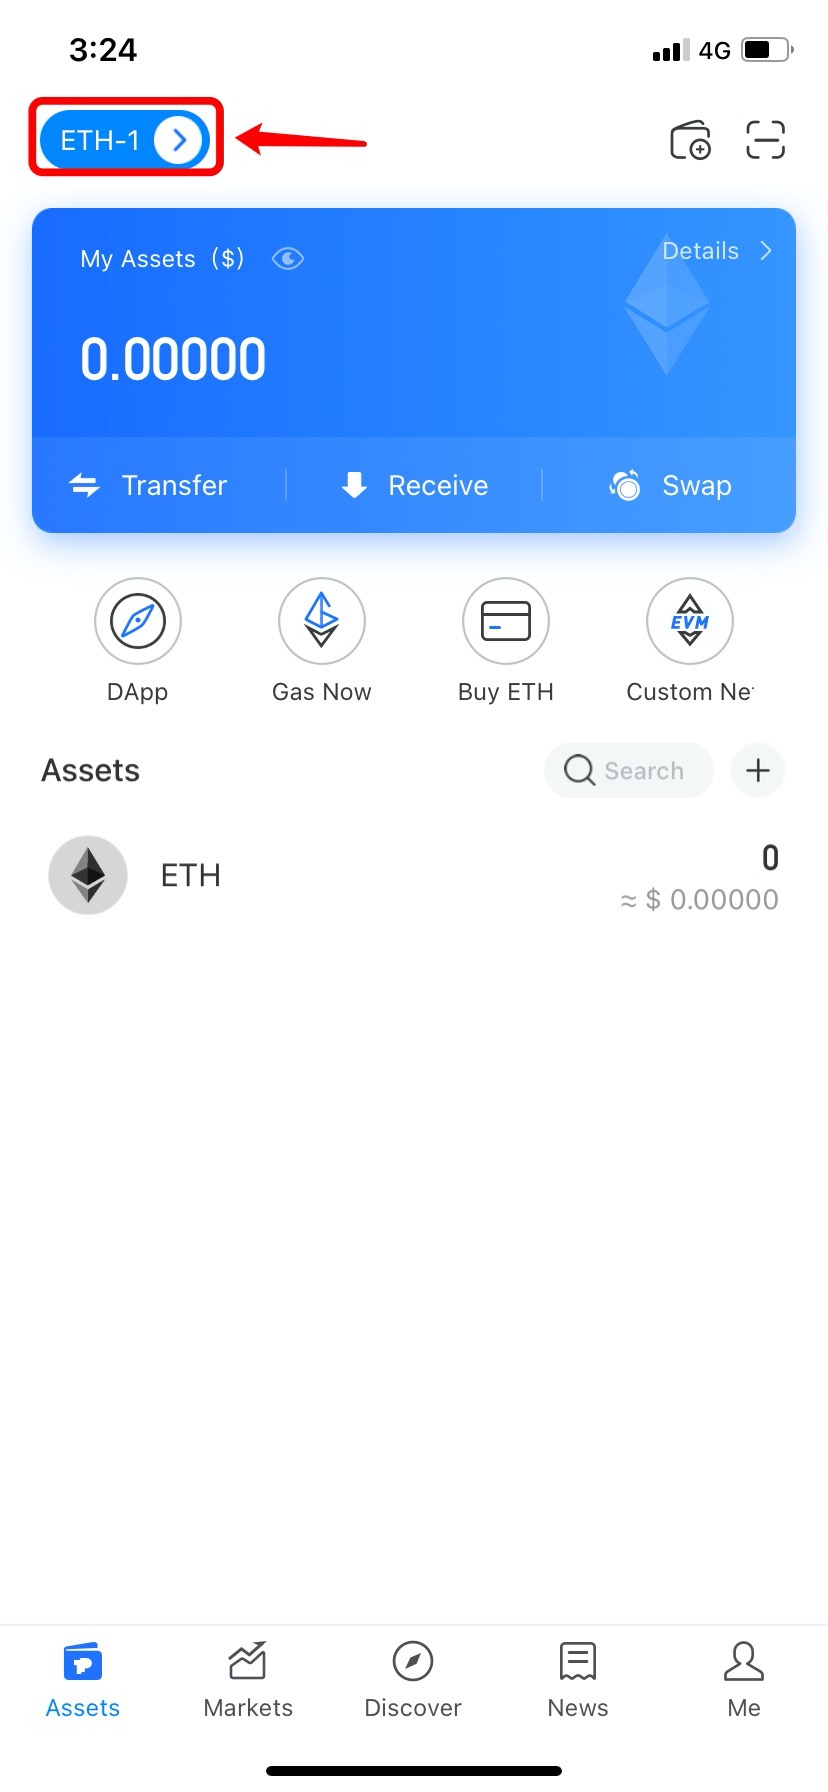 3:24
4G
ETH-1
My Assets ($)
Details
0.00000
Transfer
Receive
Swap
EVM
DApp
Gas Now
Buy ETH
Custom Ne
Assets
Search
ETH
0
≈ $ 0.00000
Assets
Markets
Discover
News
Me